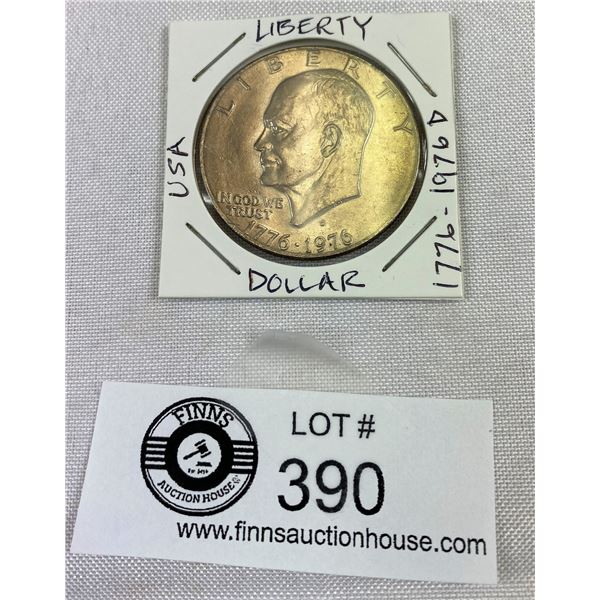 LIBERTY
USA
1776-1976 D
DOLLAR
LIBERTY
IN GOD WE
TRUST
D
1776·1976
FINNS
AUCTION HOUSE
LOT #
390
www.finnsauctionhouse.com